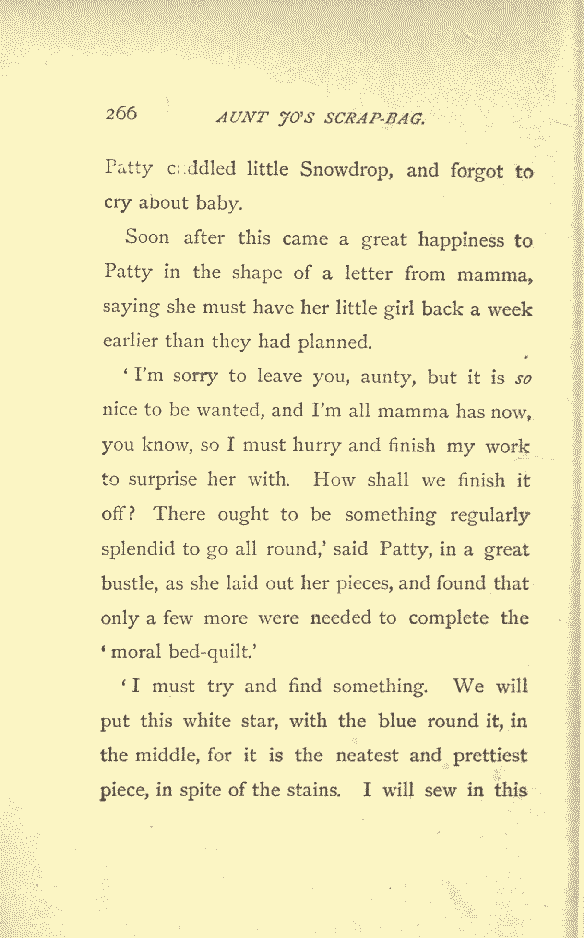 266 AUNT JO'S SCRAP-BAG.
Patty cuddled little Snowdrop, and forgot to
cry about baby.
Soon after this came a great happiness to
Patty in the shape of a letter from mamma,
saying she must have her little girl back a week
earlier than they had planned.
'I'm sorry to leave you, aunty, but it is so
nice to be wanted, and I'm all mamma has now,
you know, so I must hurry and finish my work
to surprise her with. How shall we finish it
off? There ought to be something regularly
splendid to go all round,' said Patty, in a great
bustle, as she laid out her pieces, and found that
only a few more were needed to complete the
'moral bed-quilt.'
'I must try and find something. We will
put this white star, with the blue round it, in
the middle, for it is the neatest and prettiest
piece, in spite of the stains. I will sew in this